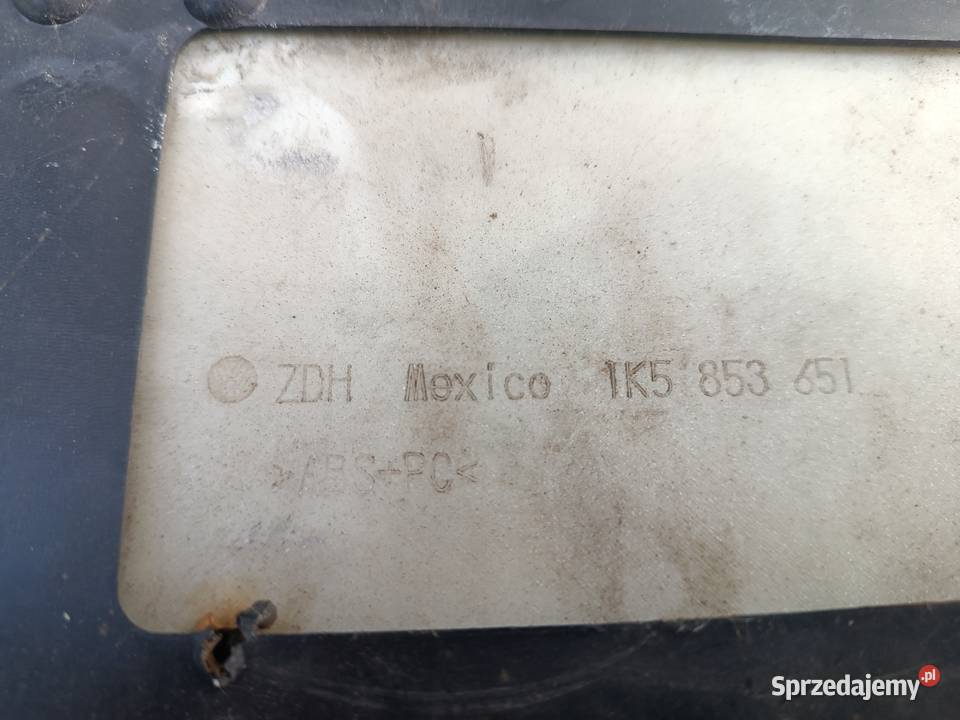 ZDH Mexico 1K5 853 651
>ABS+PC<
Sprzedajemy.pl